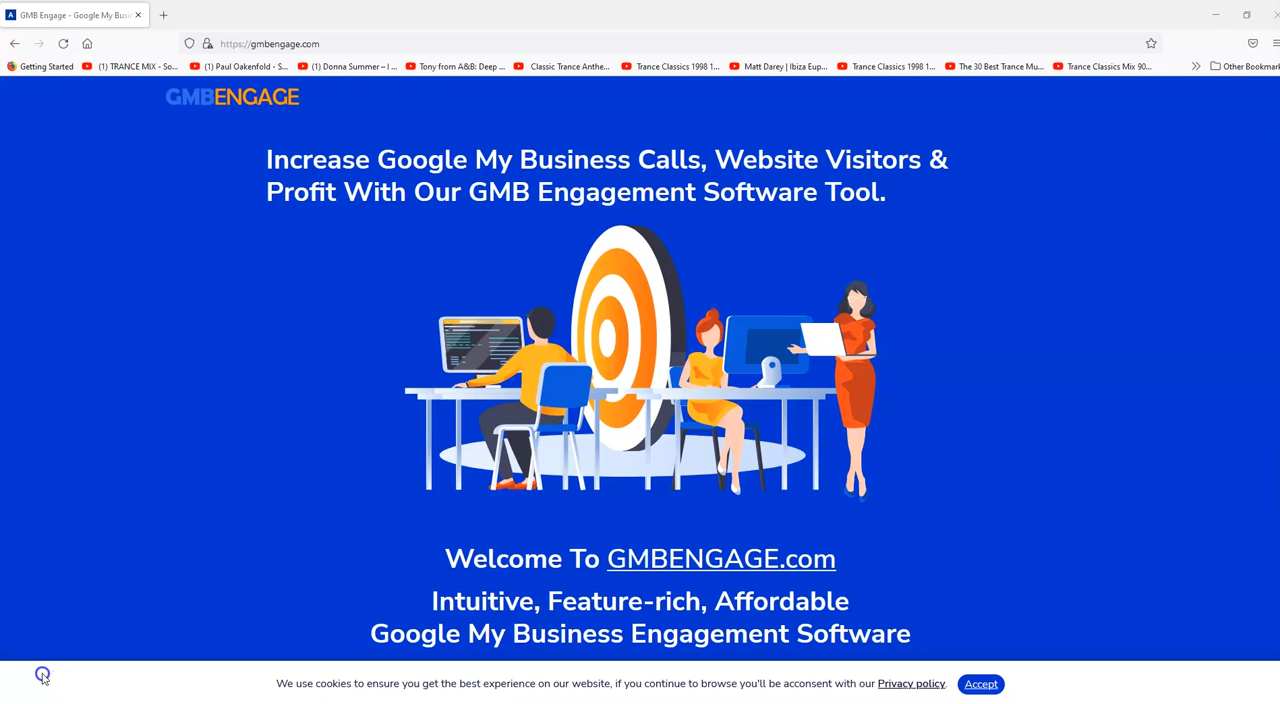 GMB Engage - Google My Busi
https://gmbengage.com
Getting Started
(1) TRANCE MIX - So...
(1) Paul Oakenfold - S...
(1) Donna Summer – I ...
Tony from A&B: Deep ...
Classic Trance Anthe...
Trance Classics 1998 1...
Matt Darey | Ibiza Eup...
Trance Classics 1998 1...
The 30 Best Trance Mu...
Trance Classics Mix 90...
Other Bookmar
GMBENGAGE
Increase Google My Business Calls, Website Visitors &
Profit With Our GMB Engagement Software Tool.
Welcome To GMBENGAGE.com
Intuitive, Feature-rich, Affordable
Google My Business Engagement Software
We use cookies to ensure you get the best experience on our website, if you continue to browse you'll be acconsent with our Privacy policy.
Accept